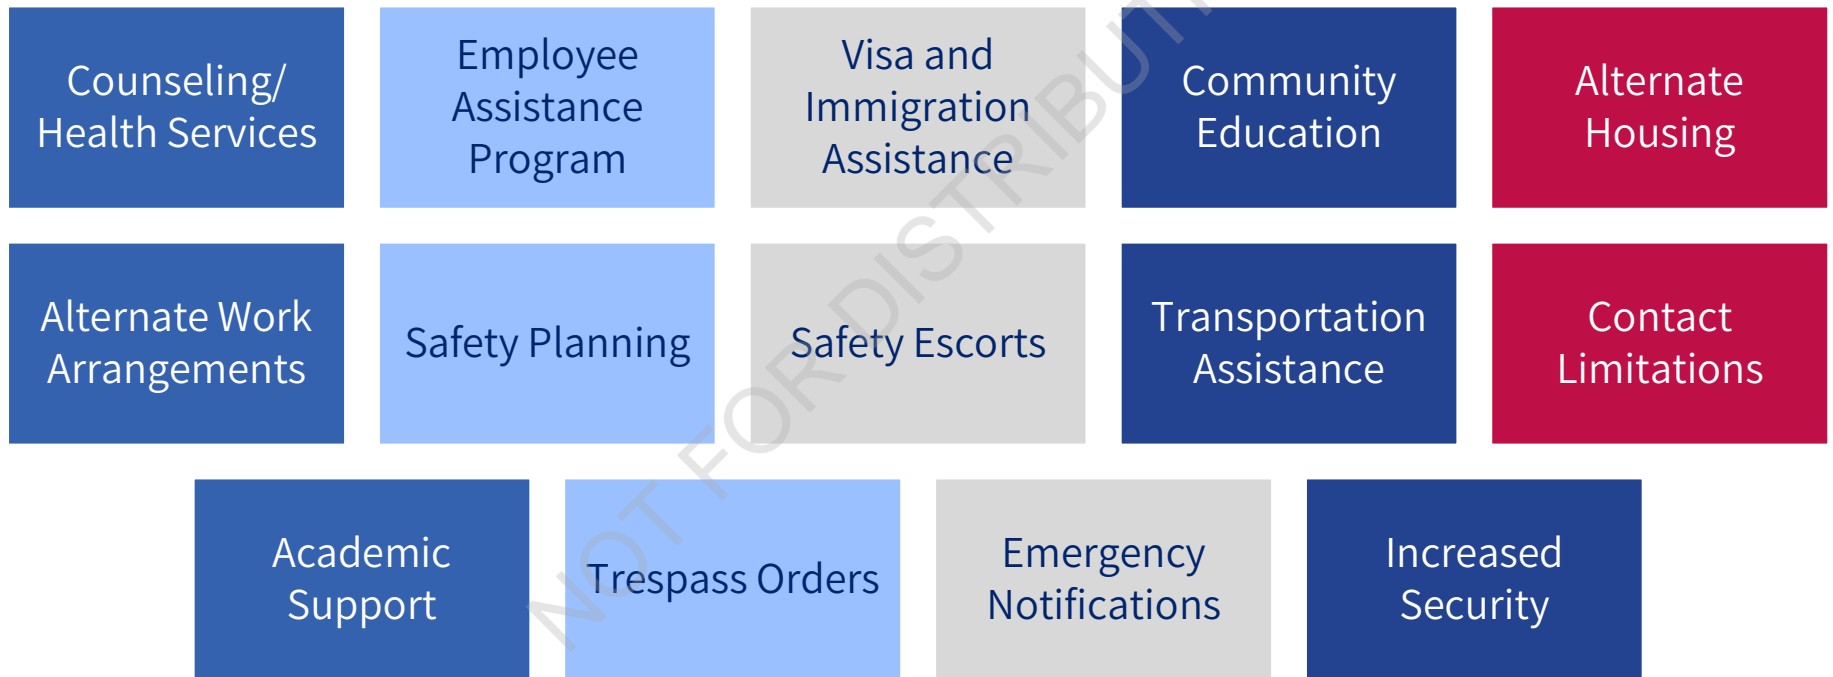 Counseling/
Health Services
Employee
Assistance
Program
Visa and
Immigration
Assistance
Community
Education
Alternate
Housing
Alternate Work
Arrangements
Safety Planning
Safety Escorts
Transportation
Assistance
Contact
Limitations
Academic
Support
Trespass Orders
Emergency
Notifications
Increased
Security
NOT FOR DISTRIBUTI